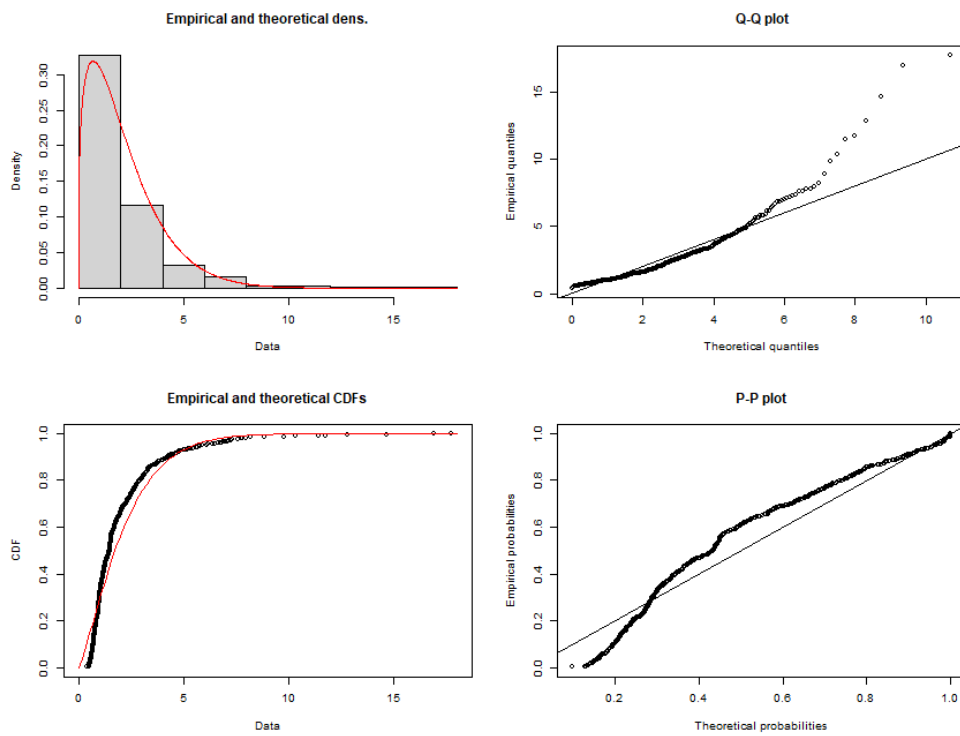 Empirical and theoretical dens.
Density
0.00 0.05 0.10 0.15 0.20 0.25 0.30
0 5 10 15
Data
Q-Q plot
Empirical quantiles
0 5 10 15
0 2 4 6 8 10
Theoretical quantiles
Empirical and theoretical CDFs
CDF
0.0 0.2 0.4 0.6 0.8 1.0
0 5 10 15
Data
P-P plot
Empirical probabilities
0.0 0.2 0.4 0.6 0.8 1.0
0.2 0.4 0.6 0.8 1.0
Theoretical probabilities